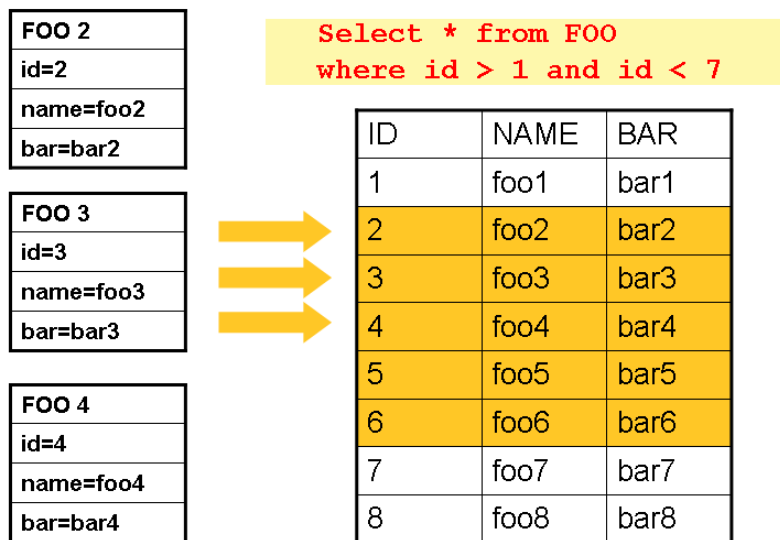 FOO 2
id=2
name=foo2
bar=bar2
FOO 3
id=3
name=foo3
bar=bar3
FOO 4
id=4
name=foo4
bar=bar4
Select * from FOO
where id > 1 and id < 7
ID NAME BAR
1 foo1 bar1
2 foo2 bar2
3 foo3 bar3
4 foo4 bar4
5 foo5 bar5
6 foo6 bar6
7 foo7 bar7
8 foo8 bar8